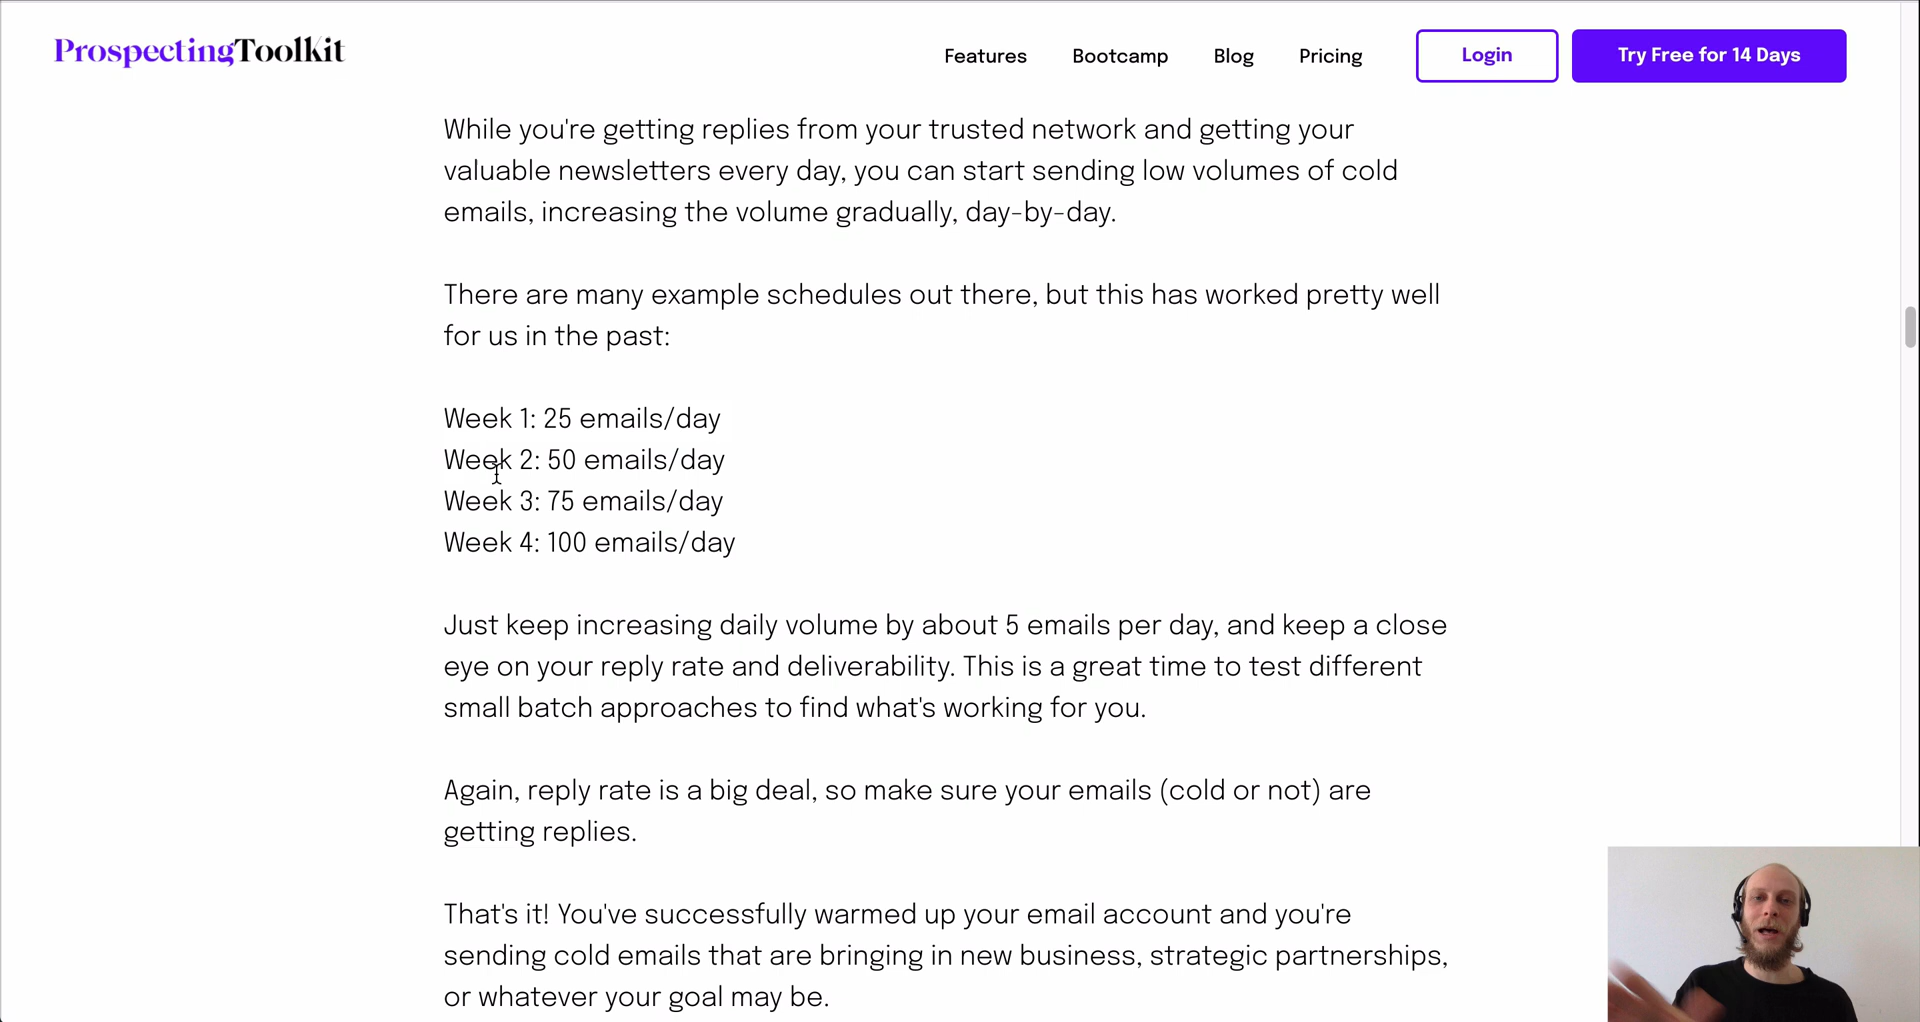 ProspectingToolkit
Features
Bootcamp
Blog
Pricing
Login
Try Free for 14 Days
While you're getting replies from your trusted network and getting your
valuable newsletters every day, you can start sending low volumes of cold
emails, increasing the volume gradually, day-by-day.
There are many example schedules out there, but this has worked pretty well
for us in the past:
Week 1: 25 emails/day
Week 2: 50 emails/day
Week 3: 75 emails/day
Week 4: 100 emails/day
Just keep increasing daily volume by about 5 emails per day, and keep a close
eye on your reply rate and deliverability. This is a great time to test different
small batch approaches to find what's working for you.
Again, reply rate is a big deal, so make sure your emails (cold or not) are
getting replies.
That's it! You've successfully warmed up your email account and you're
sending cold emails that are bringing in new business, strategic partnerships,
or whatever your goal may be.